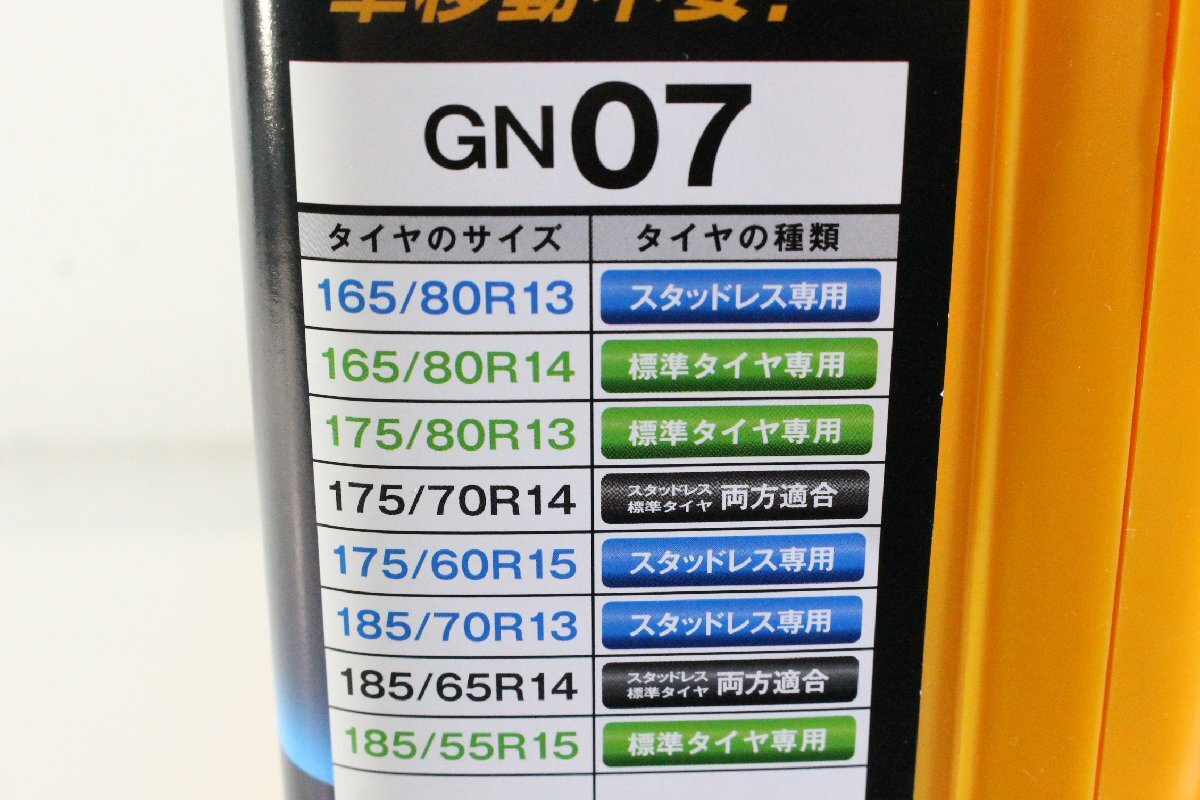 車移動不要!
GN07
タイヤのサイズ タイヤの種類
165/80R13 スタッドレス専用
165/80R14 標準タイヤ専用
175/80R13 標準タイヤ専用
175/70R14 スタッドレス 標準タイヤ 両方適合
175/60R15 スタッドレス専用
185/70R13 スタッドレス専用
185/65R14 スタッドレス 標準タイヤ 両方適合
185/55R15 標準タイヤ専用